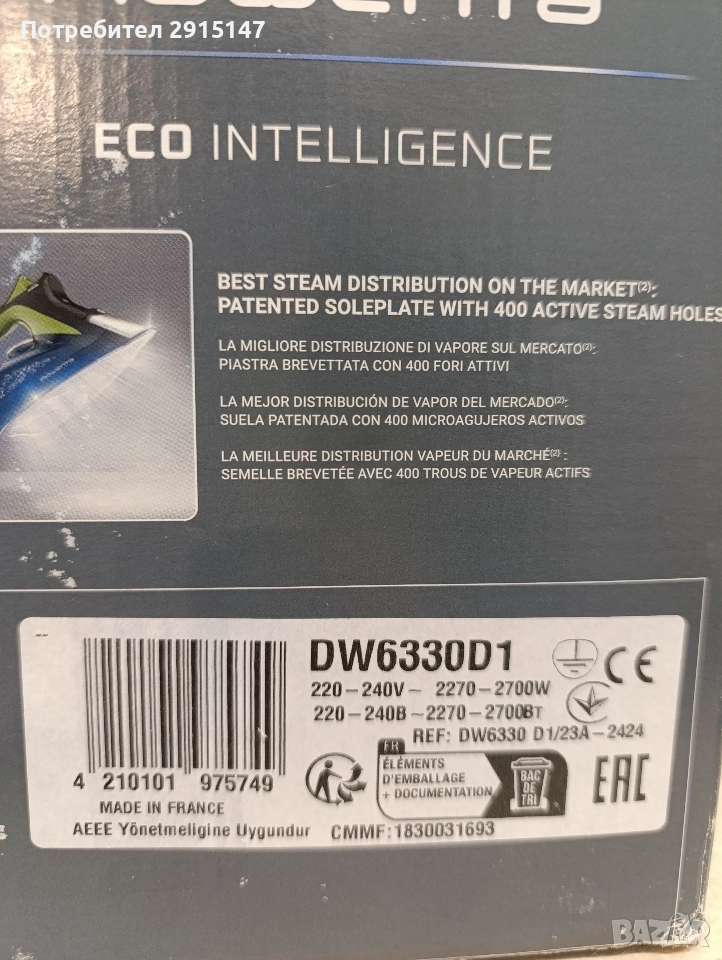 Потребител 2915147
ECO INTELLIGENCE
BEST STEAM DISTRIBUTION ON THE MARKET(2):
PATENTED SOLEPLATE WITH 400 ACTIVE STEAM HOLES
LA MIGLIORE DISTRIBUZIONE DI VAPORE SUL MERCATO(2):
PIASTRA BREVETTATA CON 400 FORI ATTIVI
LA MEJOR DISTRIBUCIÓN DE VAPOR DEL MERCADO(2):
SUELA PATENTADA CON 400 MICROAGUJEROS ACTIVOS
LA MEILLEURE DISTRIBUTION VAPEUR DU MARCHÉ(2) :
SEMELLE BREVETÉE AVEC 400 TROUS DE VAPEUR ACTIFS
DW6330D1
220-240V~ 2270-2700W
220-240В~2270-2700Вт
REF: DW6330 D1/23A-2424
CE
4 210101 975749
MADE IN FRANCE
AEEE Yönetmeligine Uygundur CMMF:1830031693
FR
ÉLÉMENTS
D'EMBALLAGE
+ DOCUMENTATION
BAC
DE
TRI
EAC
BAZAR